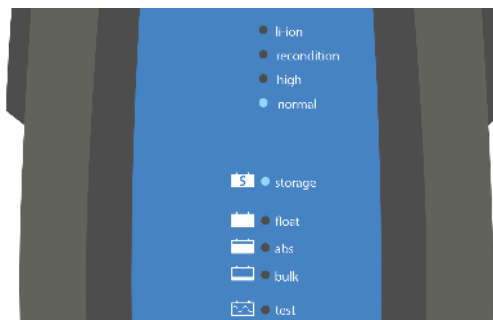 li-ion
recondition
high
normal
S storage
float
abs
bulk
test